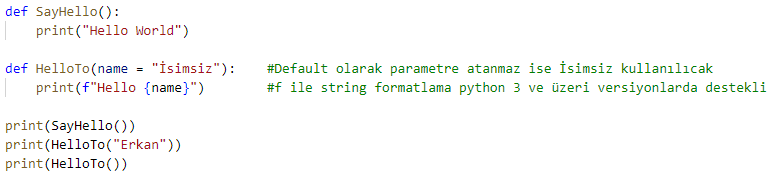 def SayHello():
    print("Hello World")
def HelloTo(name = "İsimsiz"):    #Default olarak parametre atanmaz ise İsimsiz kullanılıcak
    print(f"Hello {name}")        #f ile string formatlama python 3 ve üzeri versiyonlarda destekli
print(SayHello())
print(HelloTo("Erkan"))
print(HelloTo())